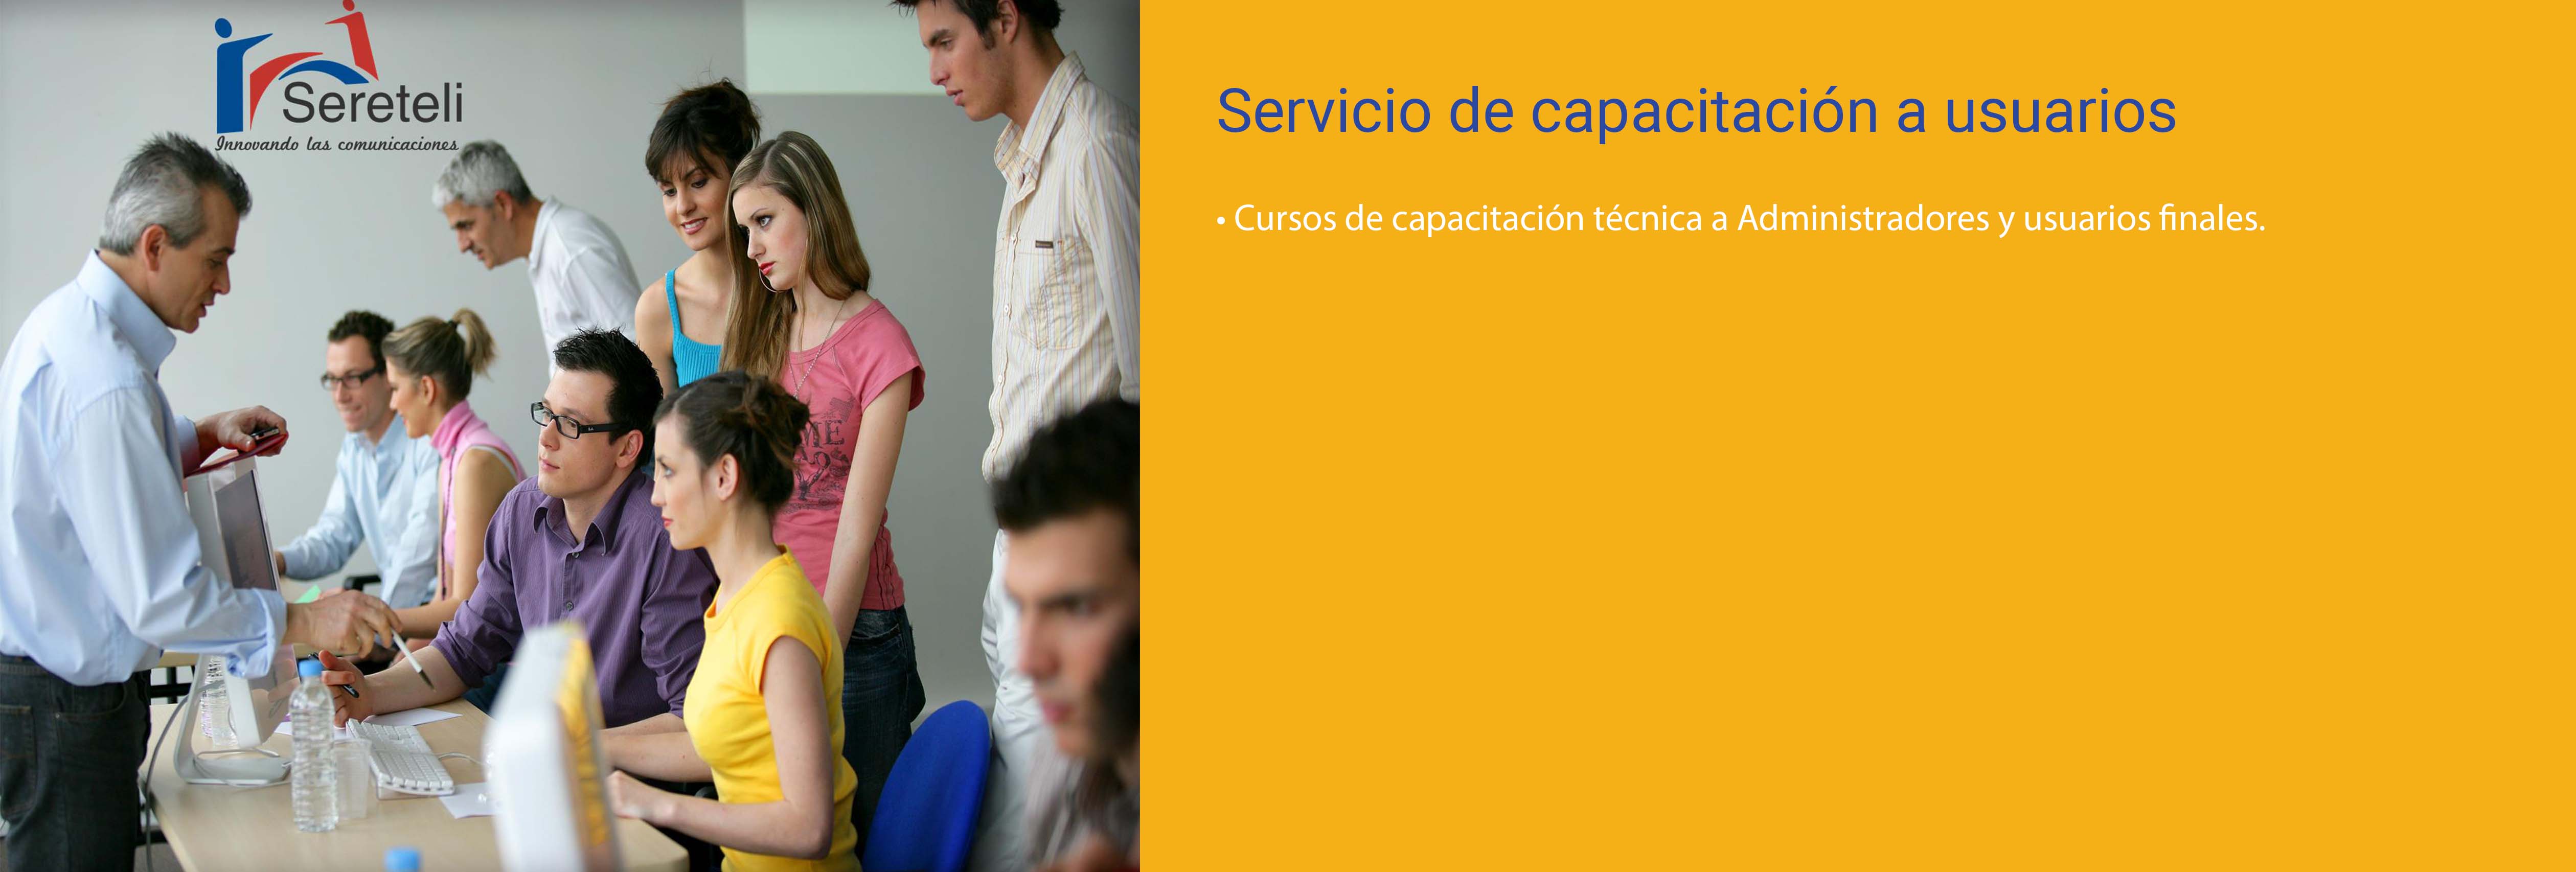 Sereteli
Innovando las comunicaciones
Servicio de capacitación a usuarios
• Cursos de capacitación técnica a Administradores y usuarios finales.